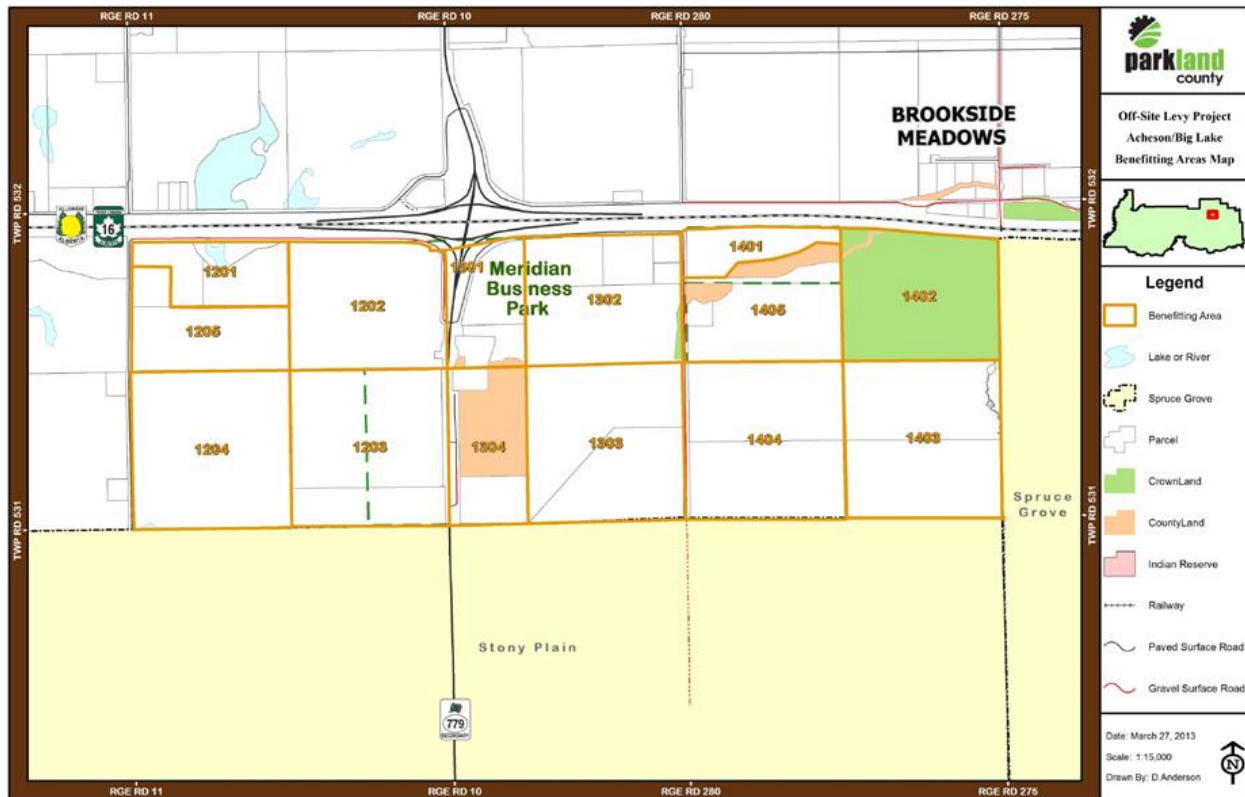 RGE RD 11
RGE RD 10
RGE RD 280
RGE RD 275
TWP RD 532
TWP RD 532
BROOKSIDE
MEADOWS
YELLOWHEAD
ALBERTA
16
1201
1202
1205
1301
Meridian
Business
Park
1302
1401
1402
1405
1204
1203
1304
1303
1404
1403
TWP RD 531
TWP RD 531
Spruce
Grove
Stony Plain
779
SECONDARY
RGE RD 11
RGE RD 10
RGE RD 280
RGE RD 275
parkland
county
Off-Site Levy Project
Acheson/Big Lake
Benefitting Areas Map
Legend
Benefitting Area
Lake or River
Spruce Grove
Parcel
CrownLand
CountyLand
Indian Reserve
Railway
Paved Surface Road
Gravel Surface Road
Date: March 27, 2013
Scale: 1:15,000
Drawn By: D.Anderson
N